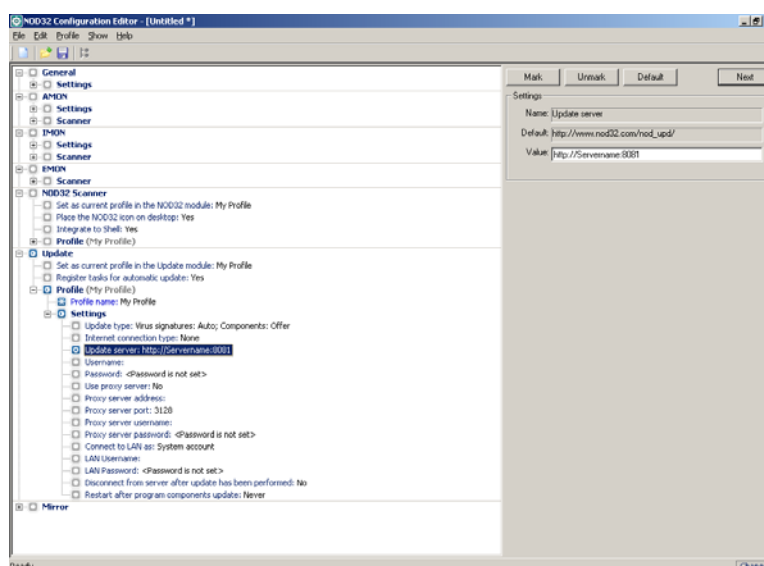 NOD32 Configuration Editor - [Untitled *]
File Edit Profile Show Help
General
Settings
AMON
Settings
Scanner
IMON
Settings
Scanner
EMON
Scanner
NOD32 Scanner
Set as current profile in the NOD32 module: My Profile
Place the NOD32 icon on desktop: Yes
Integrate to Shell: Yes
Profile (My Profile)
Update
Set as current profile in the Update module: My Profile
Register tasks for automatic update: Yes
Profile (My Profile)
Profile name: My Profile
Settings
Update type: Virus signatures: Auto; Components: Offer
Internet connection type: None
Update server: http://Servername:8081
Username:
Password: <Password is not set>
Use proxy server: No
Proxy server address:
Proxy server port: 3128
Proxy server username:
Proxy server password: <Password is not set>
Connect to LAN as: System account
LAN Username:
LAN Password: <Password is not set>
Disconnect from server after update has been performed: No
Restart after program components update: Never
Mirror
Mark Unmark Default Next
Settings
Name: Update server
Default: http://www.nod32.com/nod_upd/
Value: http://Servername:8081